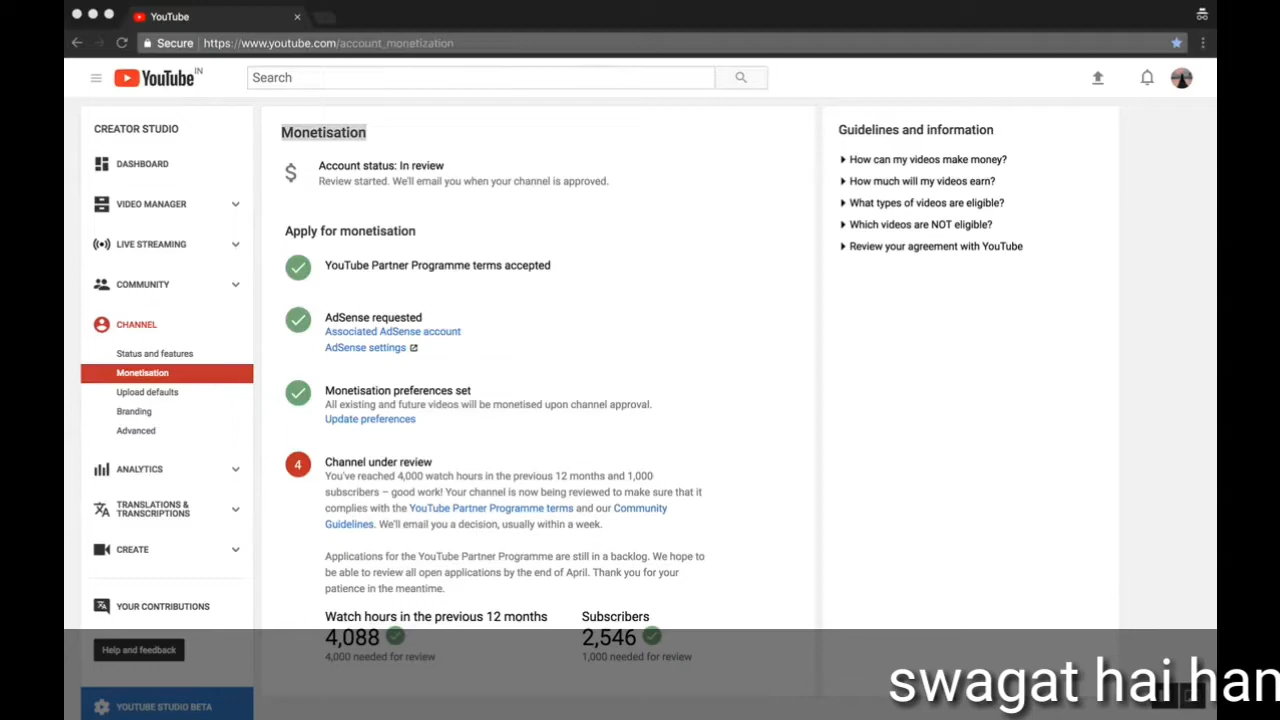 YouTube
Secure https://www.youtube.com/account_monetization
YouTube IN
Search
CREATOR STUDIO
DASHBOARD
VIDEO MANAGER
LIVE STREAMING
COMMUNITY
CHANNEL
Status and features
Monetisation
Upload defaults
Branding
Advanced
ANALYTICS
TRANSLATIONS &
TRANSCRIPTIONS
CREATE
YOUR CONTRIBUTIONS
Help and feedback
YOUTUBE STUDIO BETA
Monetisation
Account status: In review
Review started. We'll email you when your channel is approved.
Apply for monetisation
YouTube Partner Programme terms accepted
AdSense requested
Associated AdSense account
AdSense settings
Monetisation preferences set
All existing and future videos will be monetised upon channel approval.
Update preferences
4 Channel under review
You've reached 4,000 watch hours in the previous 12 months and 1,000
subscribers – good work! Your channel is now being reviewed to make sure that it
complies with the YouTube Partner Programme terms and our Community
Guidelines. We'll email you a decision, usually within a week.
Applications for the YouTube Partner Programme are still in a backlog. We hope to
be able to review all open applications by the end of April. Thank you for your
patience in the meantime.
Watch hours in the previous 12 months
4,088
4,000 needed for review
Subscribers
2,546
1,000 needed for review
Guidelines and information
How can my videos make money?
How much will my videos earn?
What types of videos are eligible?
Which videos are NOT eligible?
Review your agreement with YouTube
swagat hai han